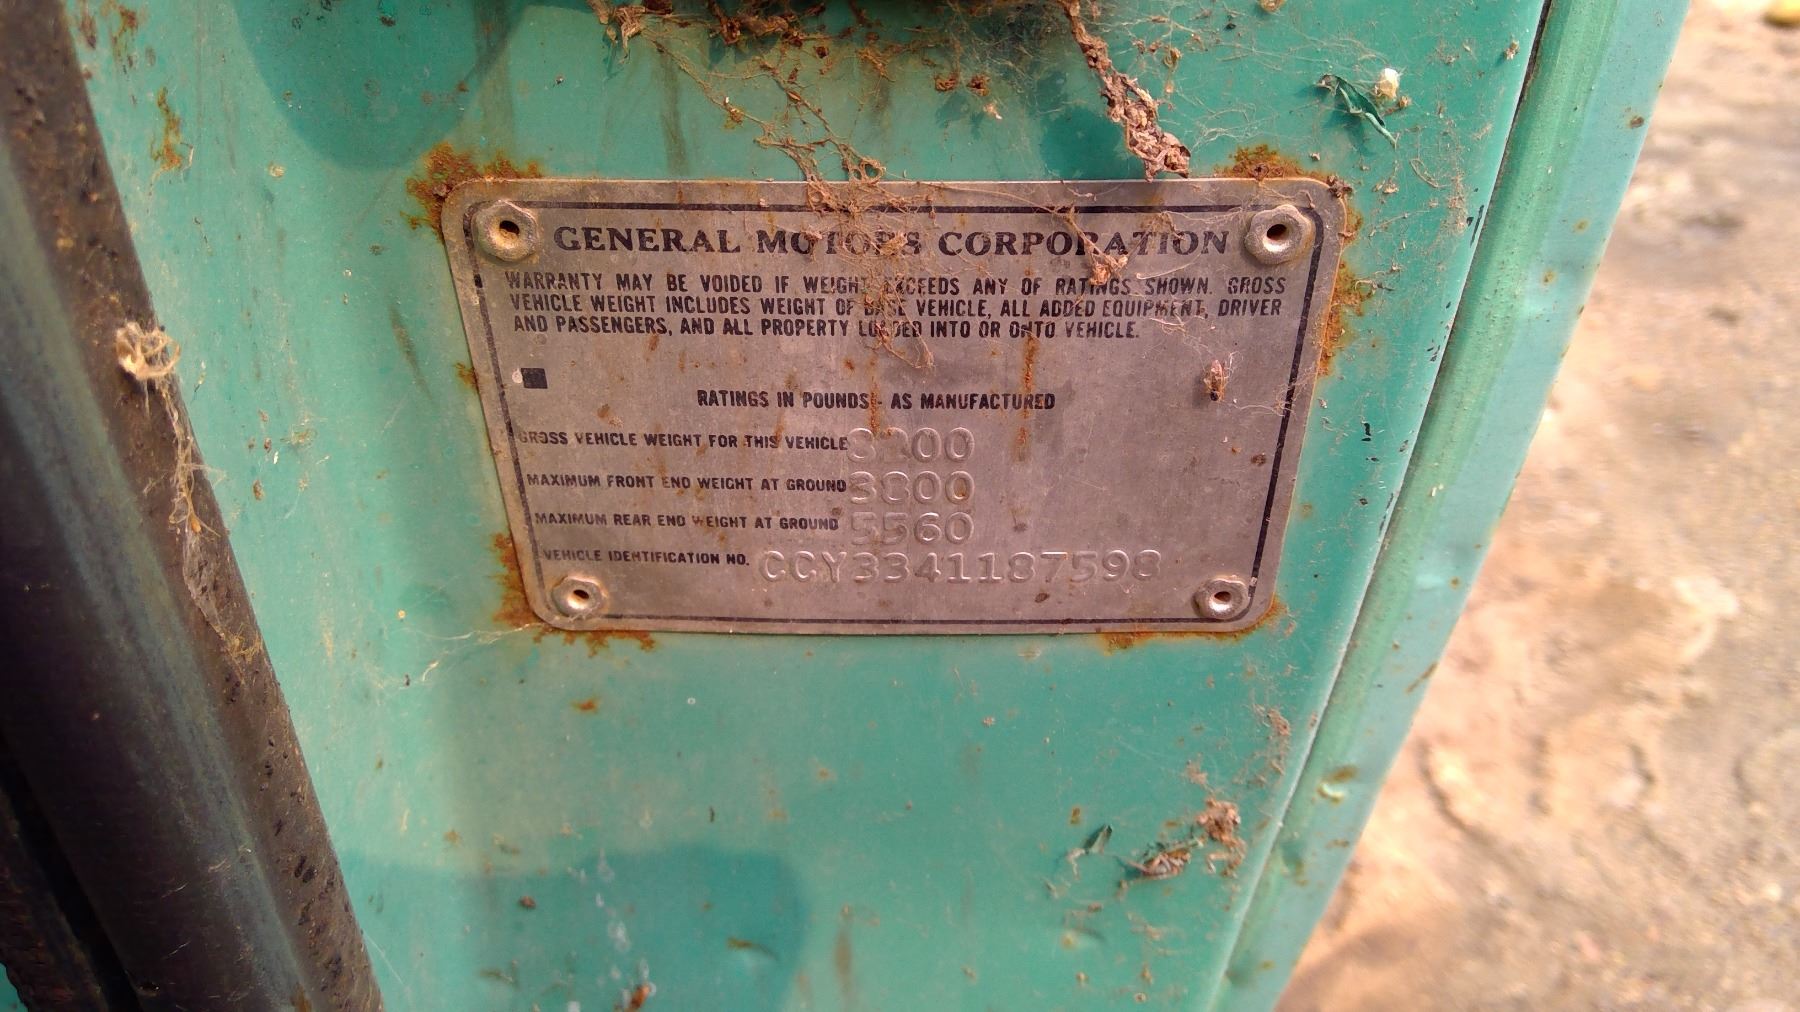 GENERAL MOTORS CORPORATION
WARRANTY MAY BE VOIDED IF WEIGHT EXCEEDS ANY OF RATINGS SHOWN. GROSS
VEHICLE WEIGHT INCLUDES WEIGHT OF BASE VEHICLE, ALL ADDED EQUIPMENT, DRIVER
AND PASSENGERS, AND ALL PROPERTY LOADED INTO OR ONTO VEHICLE.
RATINGS IN POUNDS - AS MANUFACTURED
GROSS VEHICLE WEIGHT FOR THIS VEHICLE 8200
MAXIMUM FRONT END WEIGHT AT GROUND 3800
MAXIMUM REAR END WEIGHT AT GROUND 5560
VEHICLE IDENTIFICATION NO. CCY3341187598